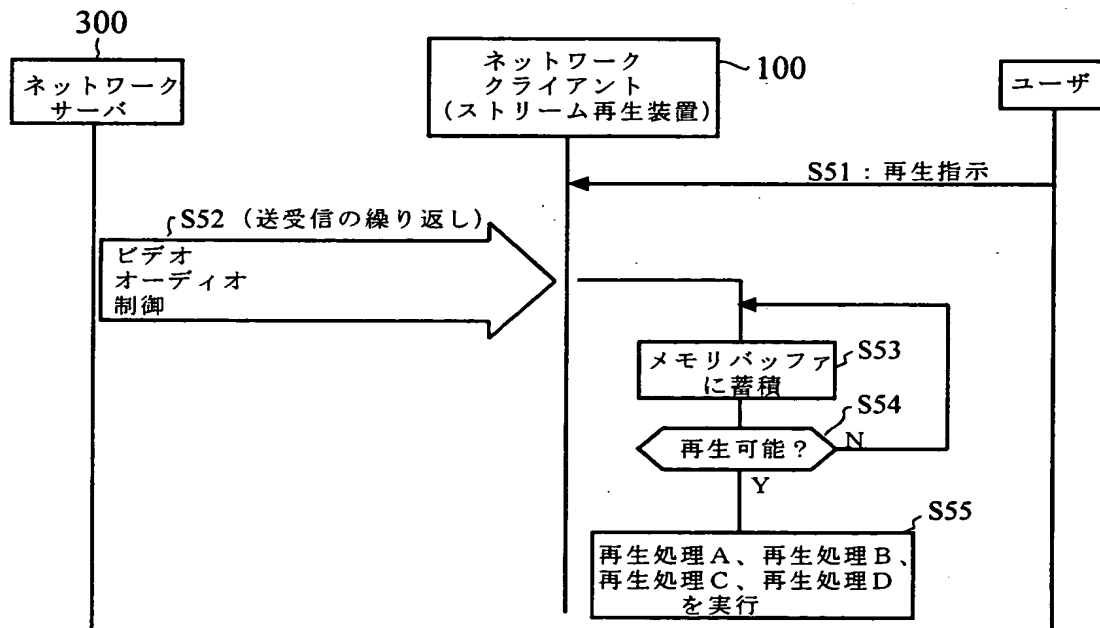 300
ネットワーク
サーバ
ネットワーク
クライアント
(ストリーム再生装置)
100
ユーザ
S51:再生指示
S52(送受信の繰り返し)
ビデオ
オーディオ
制御
メモリバッファ
に蓄積
S53
S54
再生可能?
N
Y
S55
再生処理A、再生処理B、
再生処理C、再生処理D
を実行